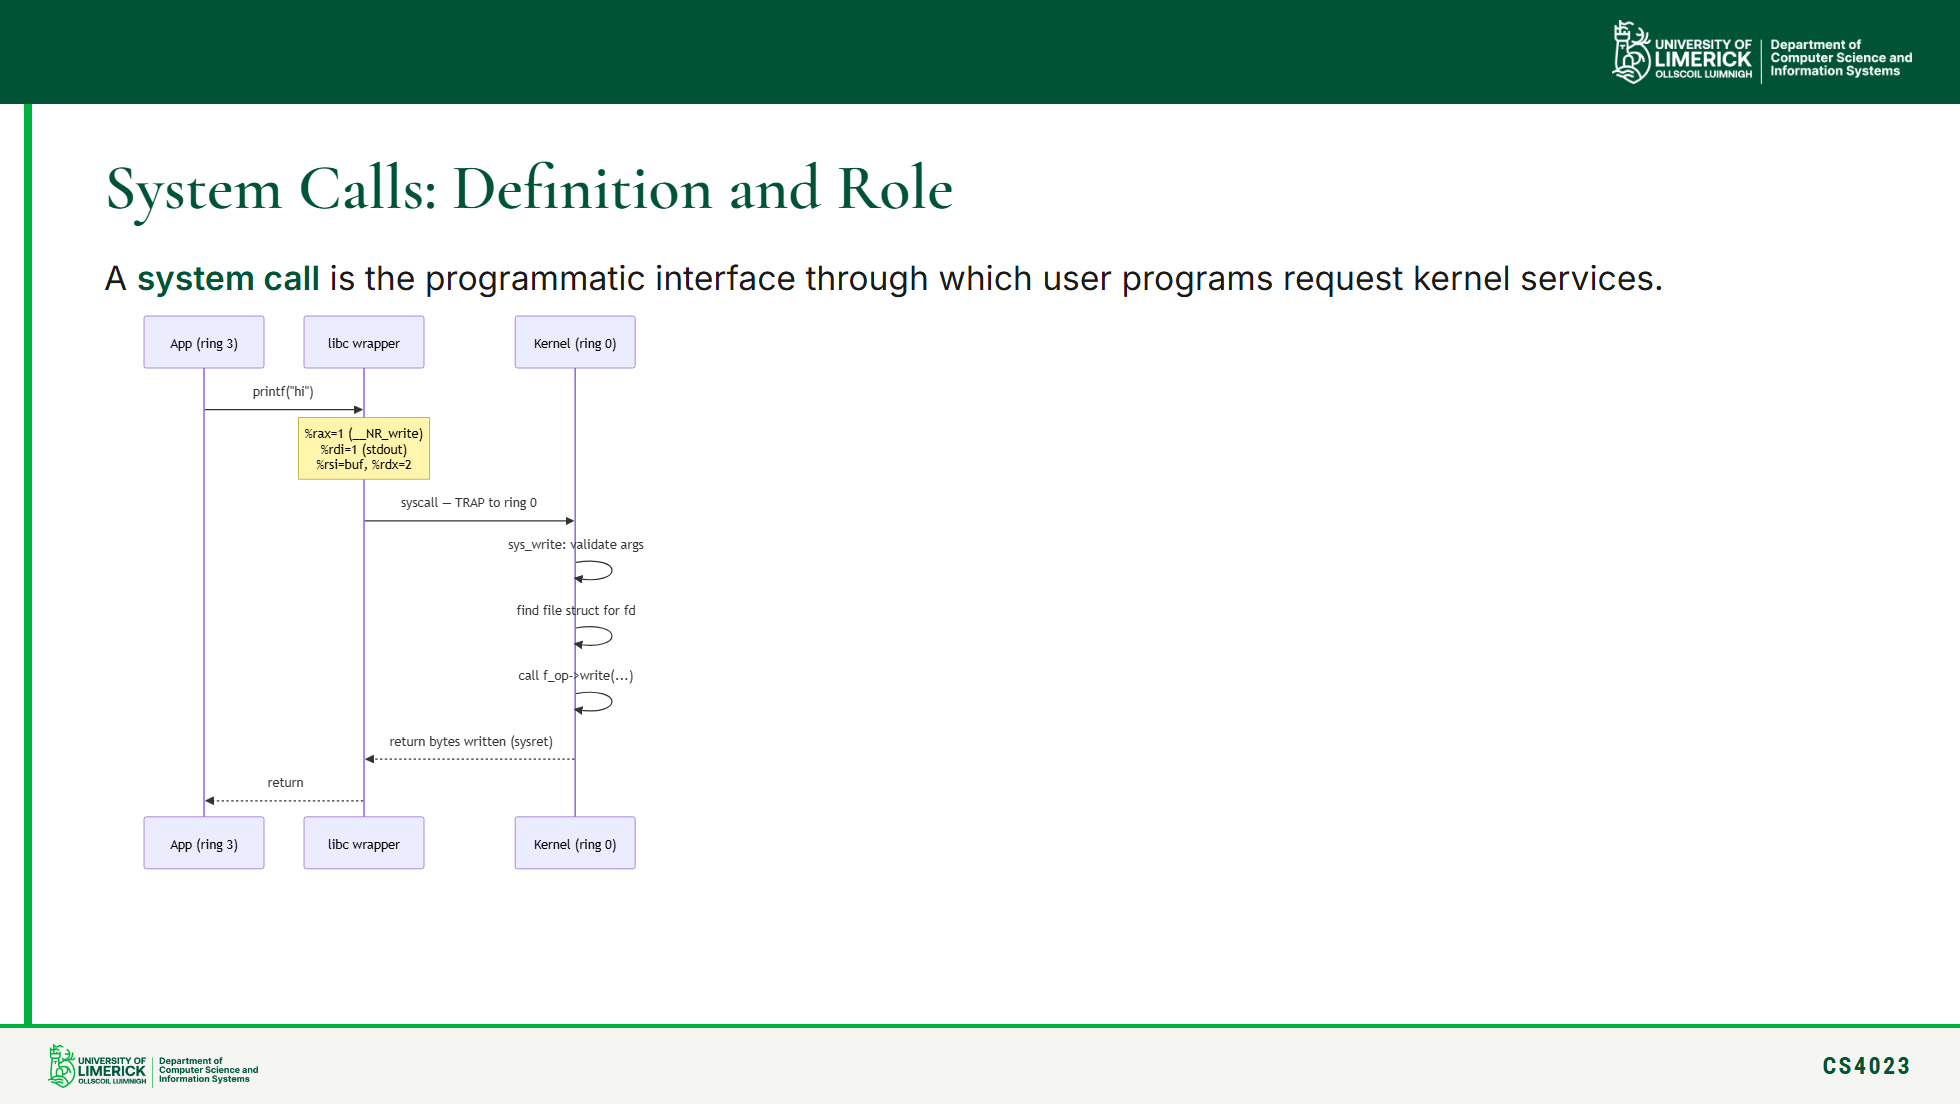 UNIVERSITY OF
LIMERICK
OLLSCOIL LUIMNIGH
Department of
Computer Science and
Information Systems
System Calls: Definition and Role
A system call is the programmatic interface through which user programs request kernel services.
App (ring 3)
libc wrapper
Kernel (ring 0)
printf("hi")
%rax=1 (__NR_write)
%rdi=1 (stdout)
%rsi=buf, %rdx=2
syscall — TRAP to ring 0
sys_write: validate args
find file struct for fd
call f_op->write(...)
return bytes written (sysret)
return
App (ring 3)
libc wrapper
Kernel (ring 0)
UNIVERSITY OF
LIMERICK
OLLSCOIL LUIMNIGH
Department of
Computer Science and
Information Systems
CS4023